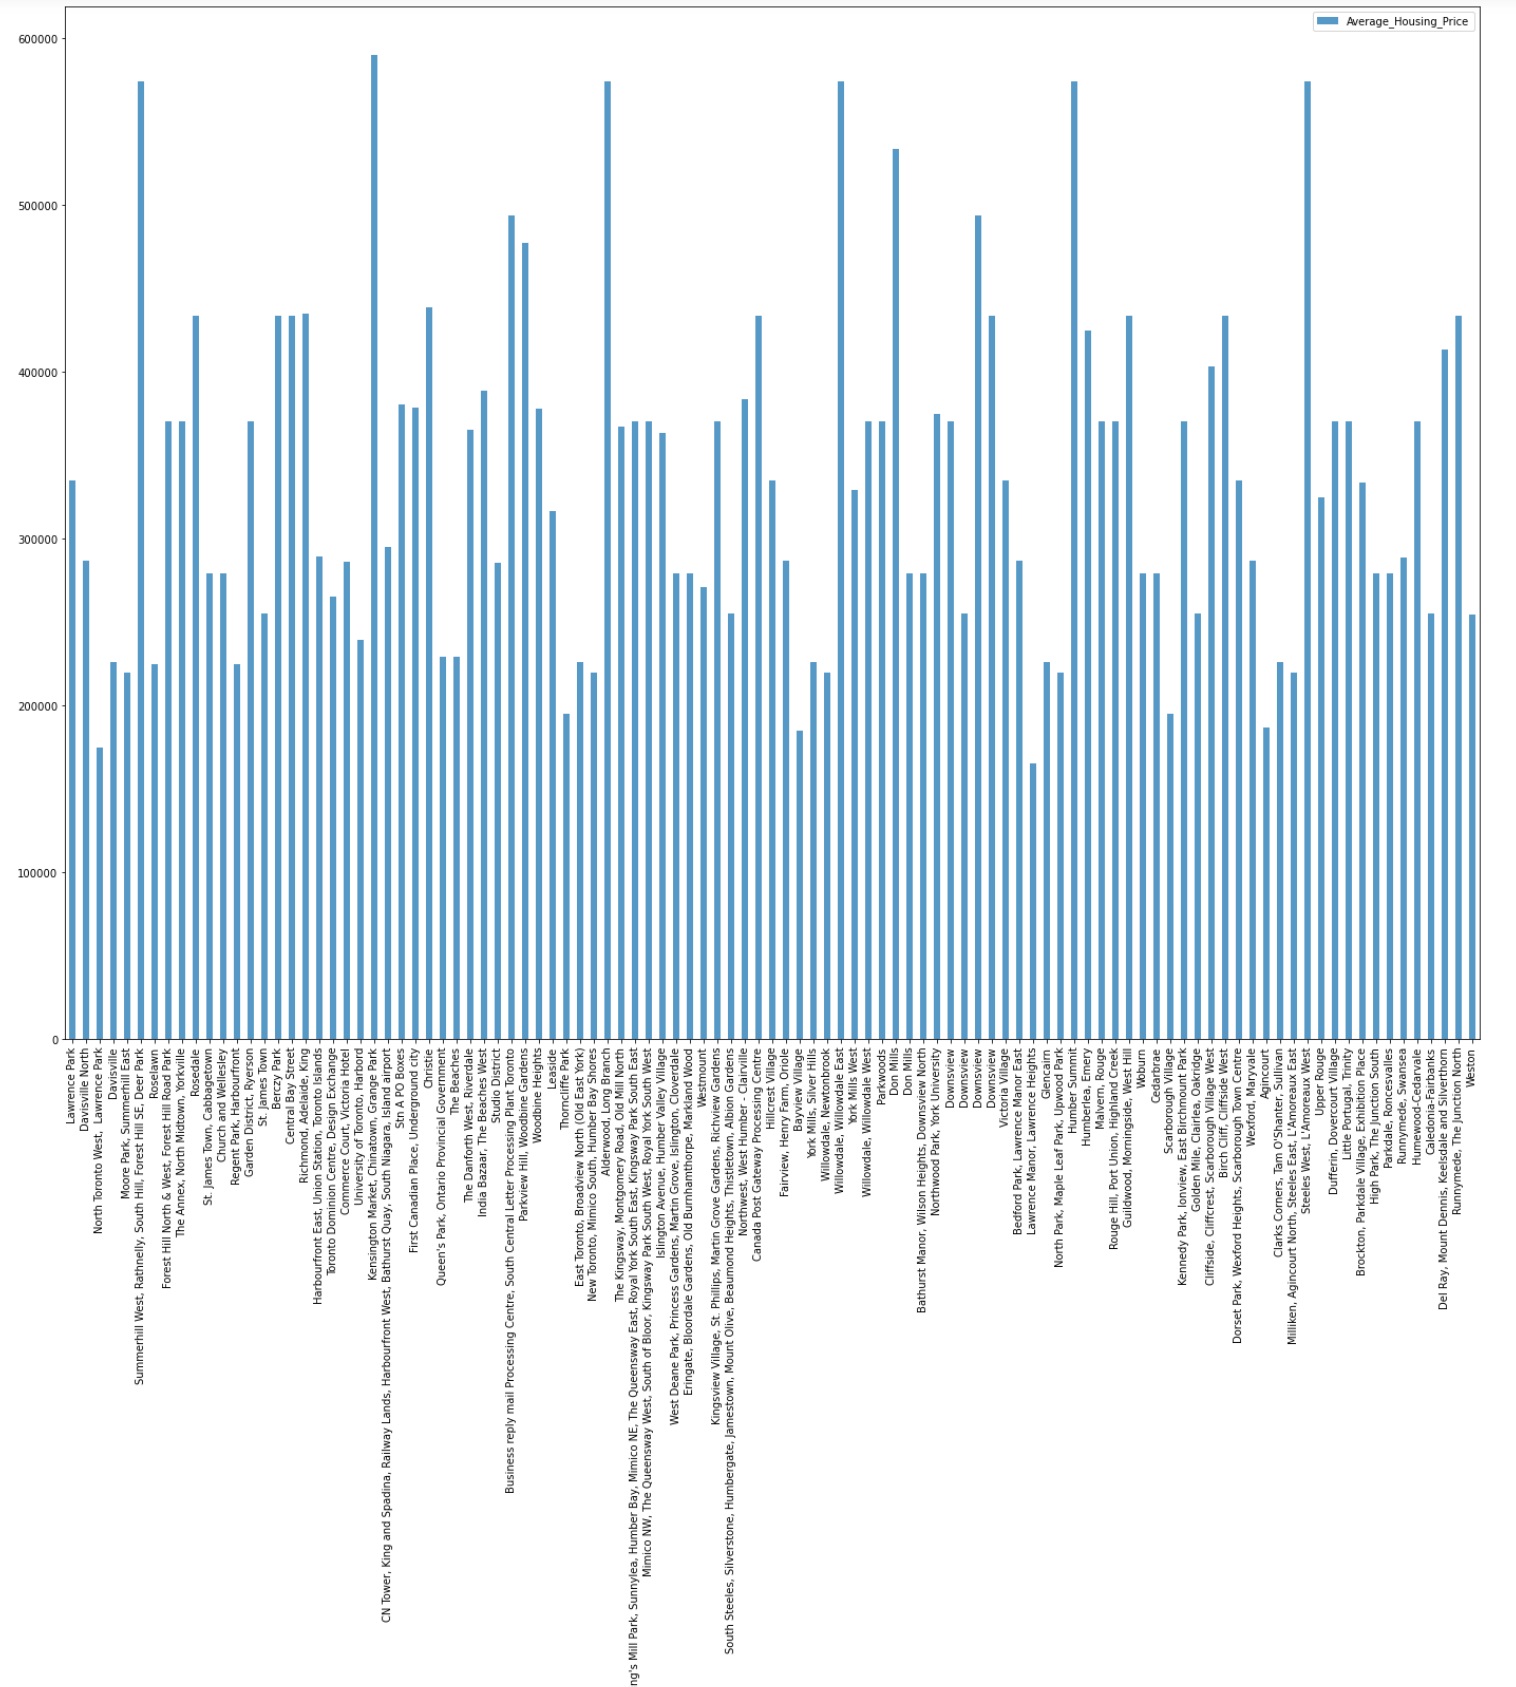 Average_Housing_Price
600000
500000
400000
300000
200000
100000
0
Lawrence Park
Davisville North
North Toronto West, Lawrence Park
Davisville
Moore Park, Summerhill East
Summerhill West, Rathnelly, South Hill, Forest Hill SE, Deer Park
Roselawn
Forest Hill North & West, Forest Hill Road Park
The Annex, North Midtown, Yorkville
Rosedale
St. James Town, Cabbagetown
Church and Wellesley
Regent Park, Harbourfront
Garden District, Ryerson
St. James Town
Berczy Park
Central Bay Street
Richmond, Adelaide, King
Harbourfront East, Union Station, Toronto Islands
Toronto Dominion Centre, Design Exchange
Commerce Court, Victoria Hotel
University of Toronto, Harbord
Kensington Market, Chinatown, Grange Park
CN Tower, King and Spadina, Railway Lands, Harbourfront West, Bathurst Quay, South Niagara, Island airport
Stn A PO Boxes
First Canadian Place, Underground city
Christie
Queen's Park, Ontario Provincial Government
The Beaches
The Danforth West, Riverdale
India Bazaar, The Beaches West
Studio District
Business reply mail Processing Centre, South Central Letter Processing Plant Toronto
Parkview Hill, Woodbine Gardens
Woodbine Heights
Leaside
Thorncliffe Park
East Toronto, Broadview North (Old East York)
New Toronto, Mimico South, Humber Bay Shores
Alderwood, Long Branch
The Kingsway, Montgomery Road, Old Mill North
ng's Mill Park, Sunnylea, Humber Bay, Mimico NE, The Queensway East, Royal York South East, Kingsway Park South East
Mimico NW, The Queensway West, South of Bloor, Kingsway Park South West, Royal York South West
Islington Avenue, Humber Valley Village
West Deane Park, Princess Gardens, Martin Grove, Islington, Cloverdale
Eringate, Bloordale Gardens, Old Burnhamthorpe, Markland Wood
Westmount
Kingsview Village, St. Phillips, Martin Grove Gardens, Richview Gardens
South Steeles, Silverstone, Humbergate, Jamestown, Mount Olive, Beaumond Heights, Thistletown, Albion Gardens
Northwest, West Humber - Clairville
Canada Post Gateway Processing Centre
Hillcrest Village
Fairview, Henry Farm, Oriole
Bayview Village
York Mills, Silver Hills
Willowdale, Newtonbrook
Willowdale, Willowdale East
York Mills West
Willowdale, Willowdale West
Parkwoods
Don Mills
Don Mills
Bathurst Manor, Wilson Heights, Downsview North
Northwood Park, York University
Downsview
Downsview
Downsview
Downsview
Victoria Village
Bedford Park, Lawrence Manor East
Lawrence Manor, Lawrence Heights
Glencairn
North Park, Maple Leaf Park, Upwood Park
Humber Summit
Humberlea, Emery
Malvern, Rouge
Rouge Hill, Port Union, Highland Creek
Guildwood, Morningside, West Hill
Woburn
Cedarbrae
Scarborough Village
Kennedy Park, Ionview, East Birchmount Park
Golden Mile, Clairlea, Oakridge
Cliffside, Cliffcrest, Scarborough Village West
Birch Cliff, Cliffside West
Dorset Park, Wexford Heights, Scarborough Town Centre
Wexford, Maryvale
Agincourt
Clarks Corners, Tam O'Shanter, Sullivan
Milliken, Agincourt North, Steeles East, L'Amoreaux East
Steeles West, L'Amoreaux West
Upper Rouge
Dufferin, Dovercourt Village
Little Portugal, Trinity
Brockton, Parkdale Village, Exhibition Place
High Park, The Junction South
Parkdale, Roncesvalles
Runnymede, Swansea
Humewood-Cedarvale
Caledonia-Fairbanks
Del Ray, Mount Dennis, Keelsdale and Silverthorn
Runnymede, The Junction North
Weston